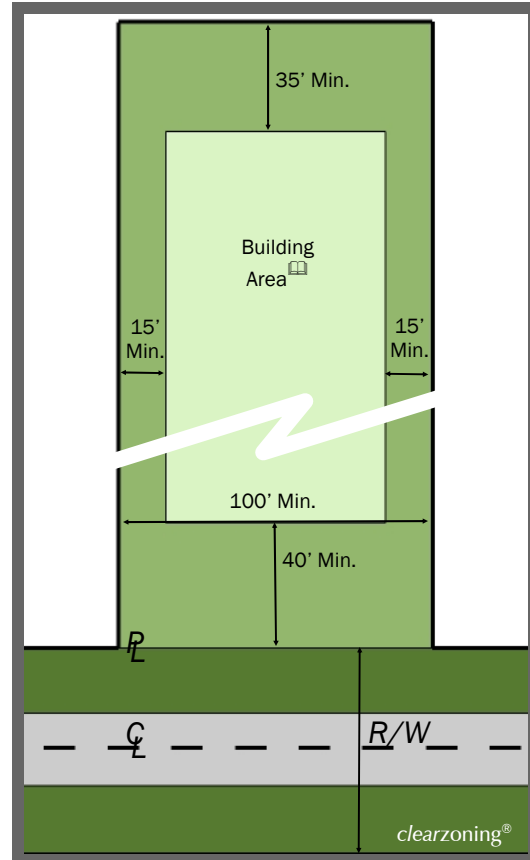 35' Min.
Building
Area
15'
Min.
15'
Min.
100' Min.
40' Min.
PL
CL
R/W
clearzoning®